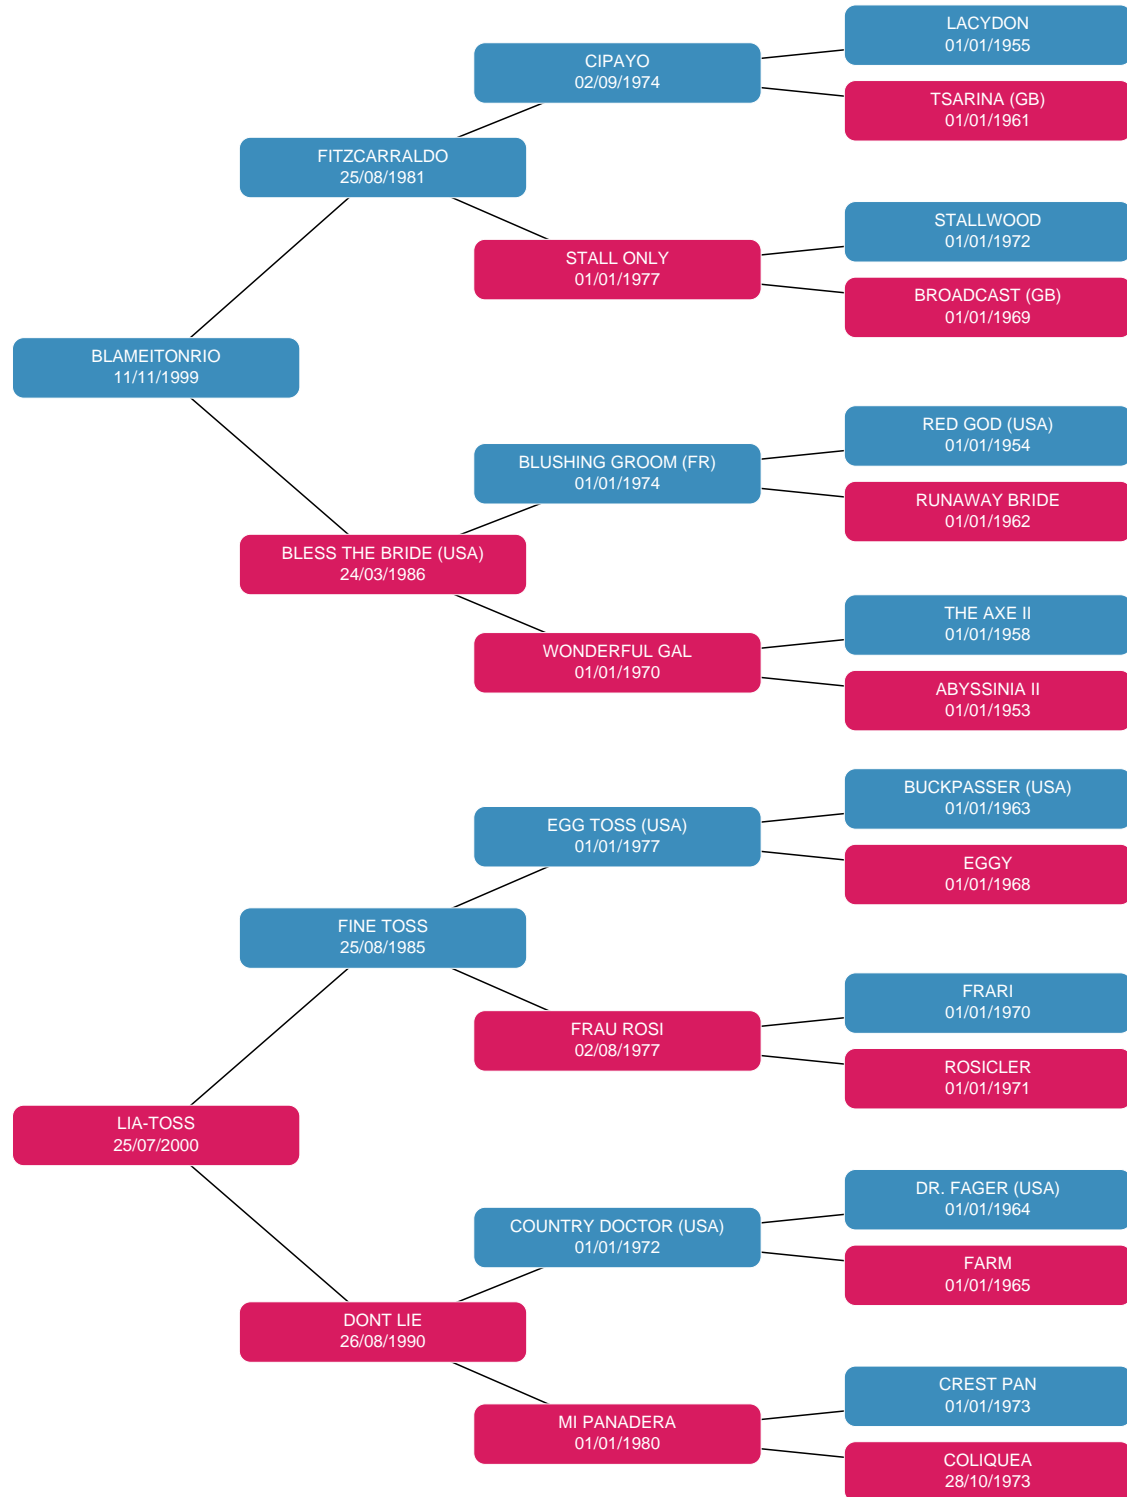 LACYDON
01/01/1955
CIPAYO
02/09/1974
TSARINA (GB)
01/01/1961
FITZCARRALDO
25/08/1981
STALLWOOD
01/01/1972
STALL ONLY
01/01/1977
BROADCAST (GB)
01/01/1969
BLAMEITONRIO
11/11/1999
RED GOD (USA)
01/01/1954
BLUSHING GROOM (FR)
01/01/1974
RUNAWAY BRIDE
01/01/1962
BLESS THE BRIDE (USA)
24/03/1986
THE AXE II
01/01/1958
WONDERFUL GAL
01/01/1970
ABYSSINIA II
01/01/1953
BUCKPASSER (USA)
01/01/1963
EGG TOSS (USA)
01/01/1977
EGGY
01/01/1968
FINE TOSS
25/08/1985
FRARI
01/01/1970
FRAU ROSI
02/08/1977
ROSICLER
01/01/1971
LIA-TOSS
25/07/2000
DR. FAGER (USA)
01/01/1964
COUNTRY DOCTOR (USA)
01/01/1972
FARM
01/01/1965
DONT LIE
26/08/1990
CREST PAN
01/01/1973
MI PANADERA
01/01/1980
COLIQUEA
28/10/1973